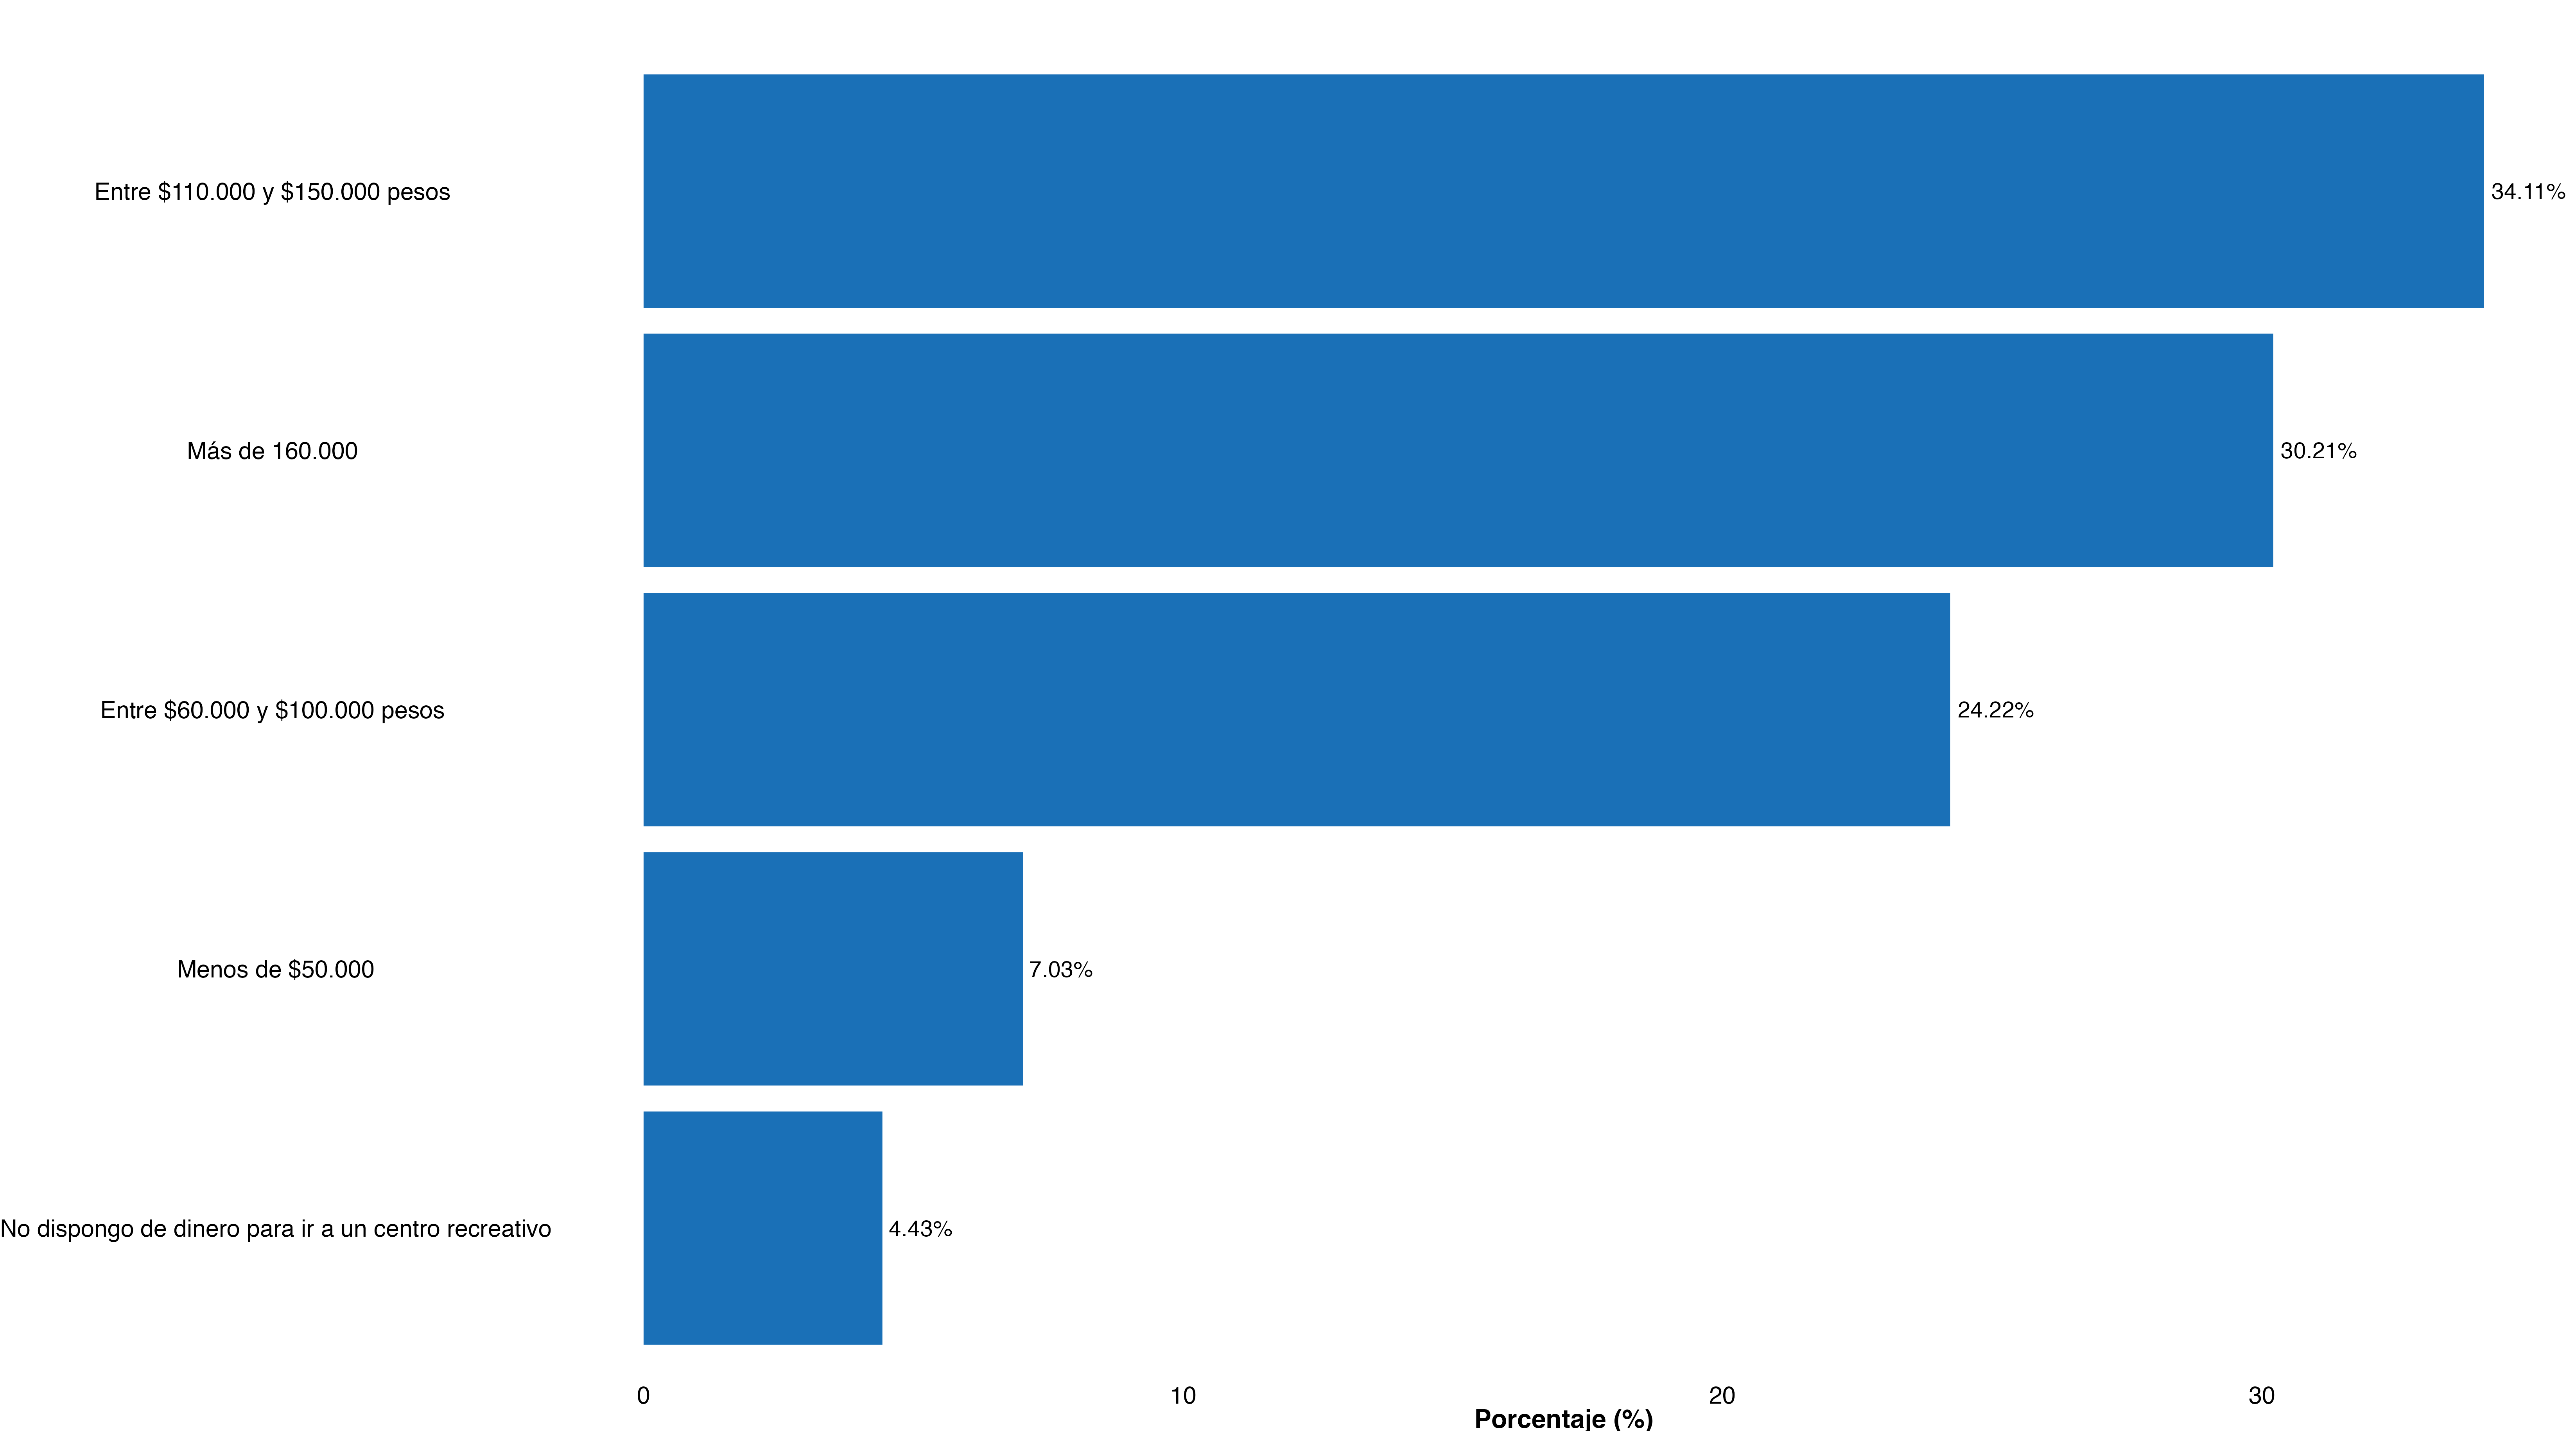 Entre $110.000 y $150.000 pesos
34.11%
Más de 160.000
30.21%
Entre $60.000 y $100.000 pesos
24.22%
Menos de $50.000
7.03%
No dispongo de dinero para ir a un centro recreativo
4.43%
0 10 20 30
Porcentaje (%)